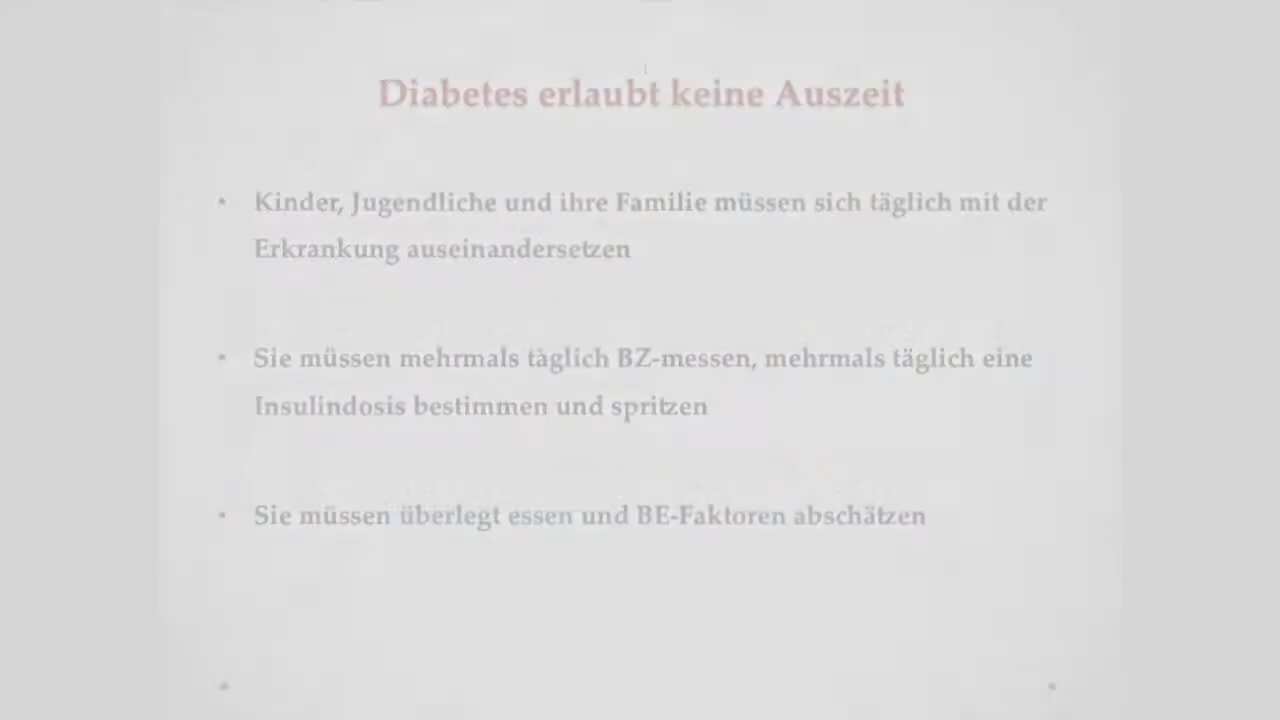 Diabetes erlaubt keine Auszeit
• Kinder, Jugendliche und ihre Familie müssen sich täglich mit der
Erkrankung auseinandersetzen
• Sie müssen mehrmals täglich BZ-messen, mehrmals täglich eine
Insulindosis bestimmen und spritzen
• Sie müssen überlegt essen und BE-Faktoren abschätzen